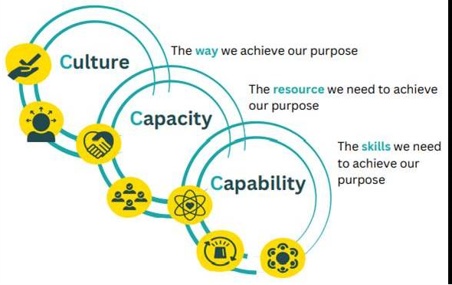 Culture
The way we achieve our purpose
Capacity
The resource we need to achieve
our purpose
Capability
The skills we need
to achieve our
purpose